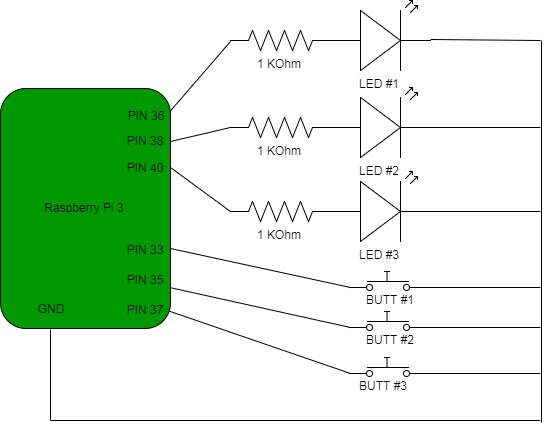 1 KOhm
LED #1
PIN 36
PIN 38
1 KOhm
LED #2
PIN 40
Raspberry Pi 3
1 KOhm
LED #3
PIN 33
PIN 35
BUTT #1
GND
PIN 37
BUTT #2
BUTT #3